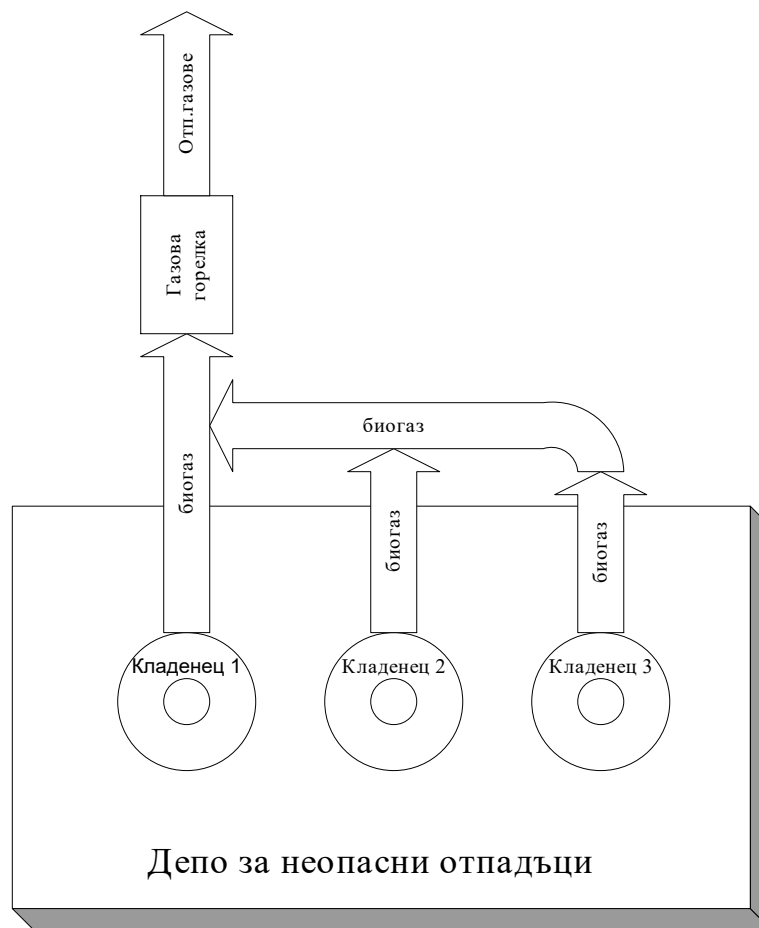 Отп.газове
Газова
горелка
биогаз
биогаз
биогаз
биогаз
Кладенец 1
Кладенец 2
Кладенец 3
Депо за неопасни отпадъци